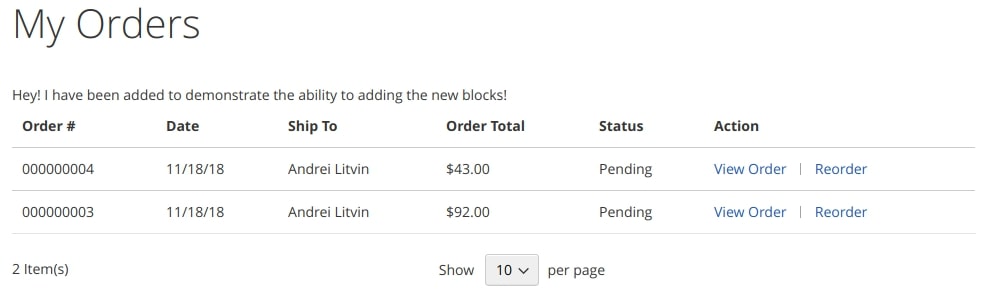 My Orders
Hey! I have been added to demonstrate the ability to adding the new blocks!
Order # Date Ship To Order Total Status Action
000000004 11/18/18 Andrei Litvin $43.00 Pending View Order | Reorder
000000003 11/18/18 Andrei Litvin $92.00 Pending View Order | Reorder
2 Item(s) Show 10 per page